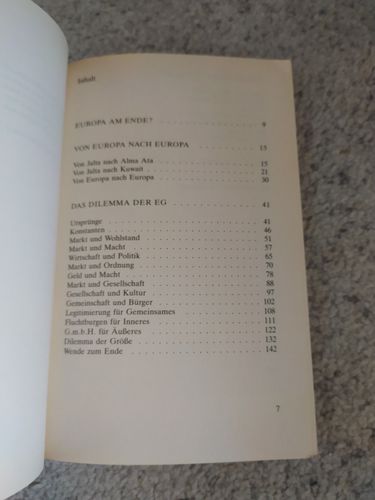 Inhalt
EUROPA AM ENDE? . . . . . . . . . . . . . . . . 9
VON EUROPA NACH EUROPA . . . . . . . . . . 15
Von Jalta nach Alma Ata . . . . . . . . . . . . . . 15
Von Jalta nach Kuwait . . . . . . . . . . . . . . . 21
Von Europa nach Europa . . . . . . . . . . . . . . 30
DAS DILEMMA DER EG . . . . . . . . . . . . . . 41
Ursprünge . . . . . . . . . . . . . . . . . . . . . 41
Konstanten . . . . . . . . . . . . . . . . . . . . . 46
Markt und Wohlstand . . . . . . . . . . . . . . . . 51
Markt und Macht . . . . . . . . . . . . . . . . . . 57
Wirtschaft und Politik . . . . . . . . . . . . . . . 65
Markt und Ordnung . . . . . . . . . . . . . . . . . 70
Geld und Macht . . . . . . . . . . . . . . . . . . 78
Markt und Gesellschaft . . . . . . . . . . . . . . . 88
Gesellschaft und Kultur . . . . . . . . . . . . . . . 97
Gemeinschaft und Bürger . . . . . . . . . . . . . . 102
Legitimierung für Gemeinsames . . . . . . . . . . . 108
Fluchtburgen für Inneres . . . . . . . . . . . . . . 111
G.m.b.H. für Äußeres . . . . . . . . . . . . . . . . 122
Dilemma der Größe . . . . . . . . . . . . . . . . . 132
Wende zum Ende . . . . . . . . . . . . . . . . . . 142
7